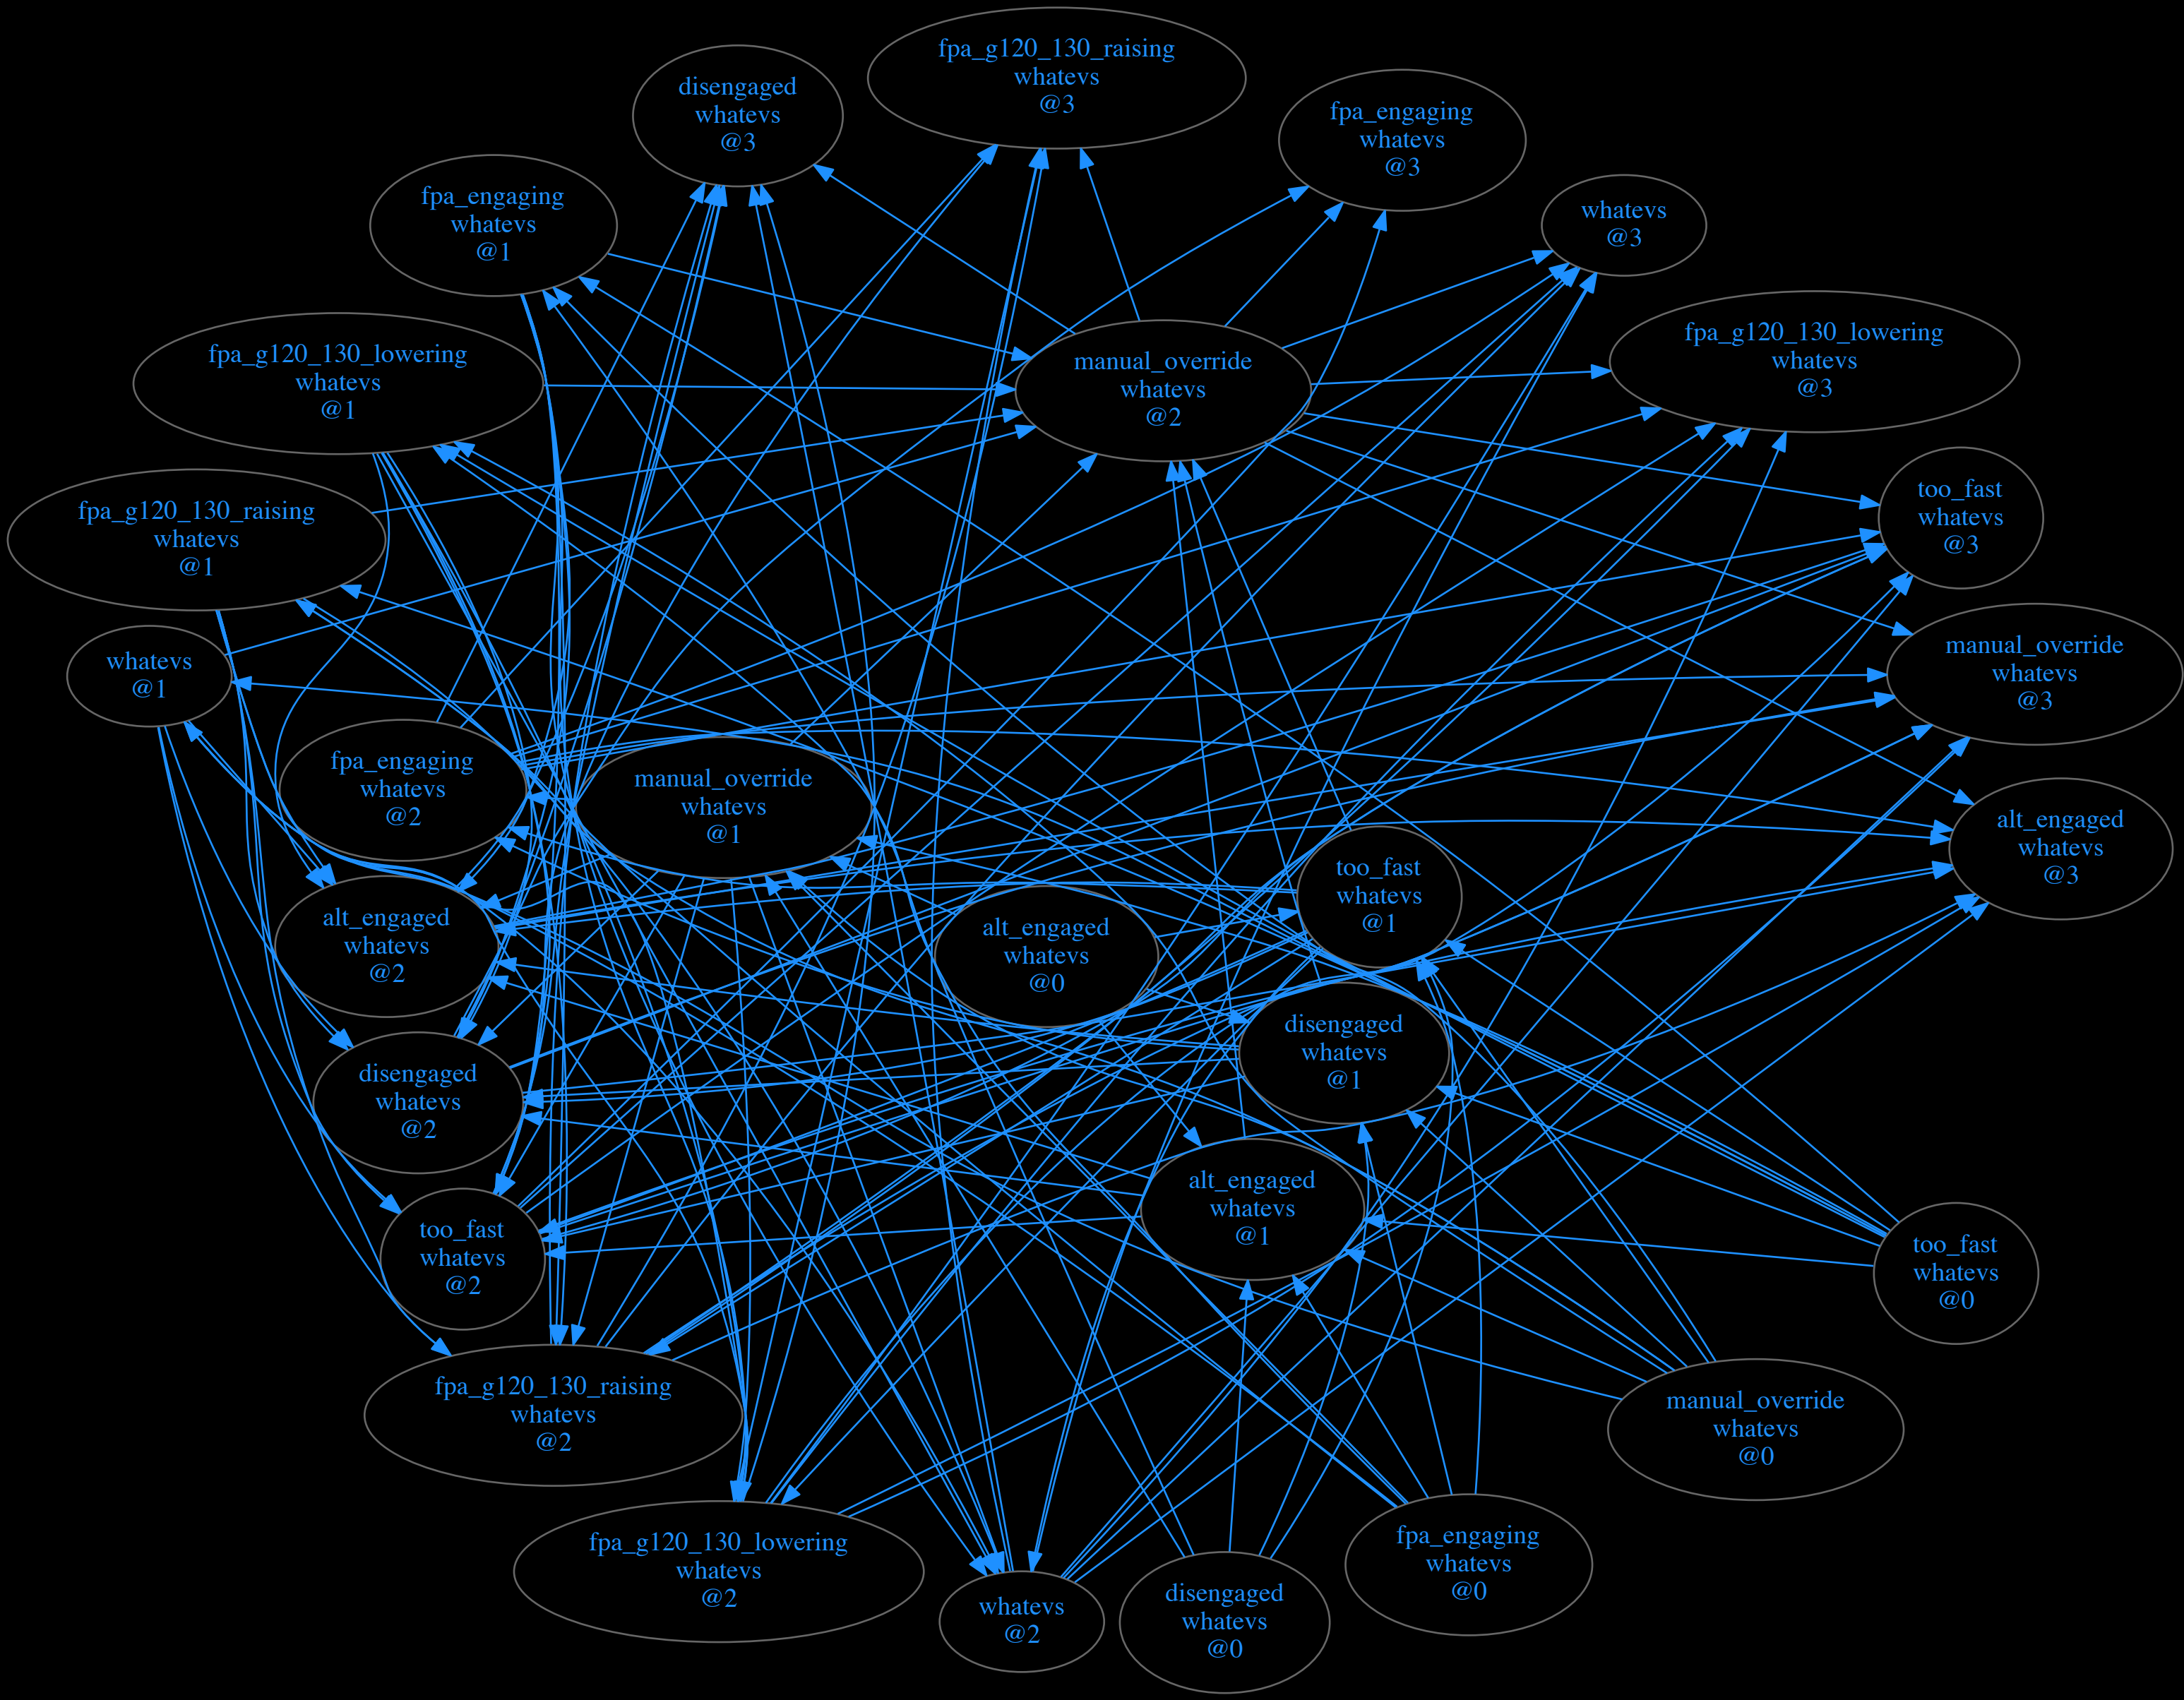 fpa_g120_130_raising
whatevs
@3
disengaged
whatevs
@3
fpa_engaging
whatevs
@3
fpa_engaging
whatevs
@1
whatevs
@3
fpa_g120_130_lowering
whatevs
@1
manual_override
whatevs
@2
fpa_g120_130_lowering
whatevs
@3
fpa_g120_130_raising
whatevs
@1
too_fast
whatevs
@3
whatevs
@1
manual_override
whatevs
@3
fpa_engaging
whatevs
@2
manual_override
whatevs
@1
alt_engaged
whatevs
@3
too_fast
whatevs
@1
alt_engaged
whatevs
@2
alt_engaged
whatevs
@0
disengaged
whatevs
@1
disengaged
whatevs
@2
alt_engaged
whatevs
@1
too_fast
whatevs
@2
too_fast
whatevs
@0
fpa_g120_130_raising
whatevs
@2
manual_override
whatevs
@0
fpa_g120_130_lowering
whatevs
@2
fpa_engaging
whatevs
@0
whatevs
@2
disengaged
whatevs
@0